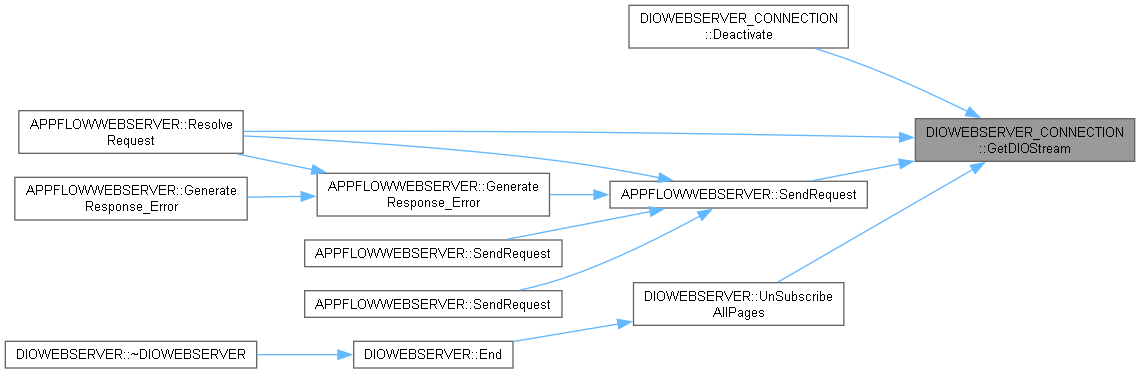 DIOWEBSERVER_CONNECTION
::Deactivate
APPFLOWWEBSERVER::Resolve
Request
DIOWEBSERVER_CONNECTION
::GetDIOStream
APPFLOWWEBSERVER::Generate
Response_Error
APPFLOWWEBSERVER::Generate
Response_Error
APPFLOWWEBSERVER::SendRequest
APPFLOWWEBSERVER::SendRequest
APPFLOWWEBSERVER::SendRequest
DIOWEBSERVER::UnSubscribe
AllPages
DIOWEBSERVER::~DIOWEBSERVER
DIOWEBSERVER::End